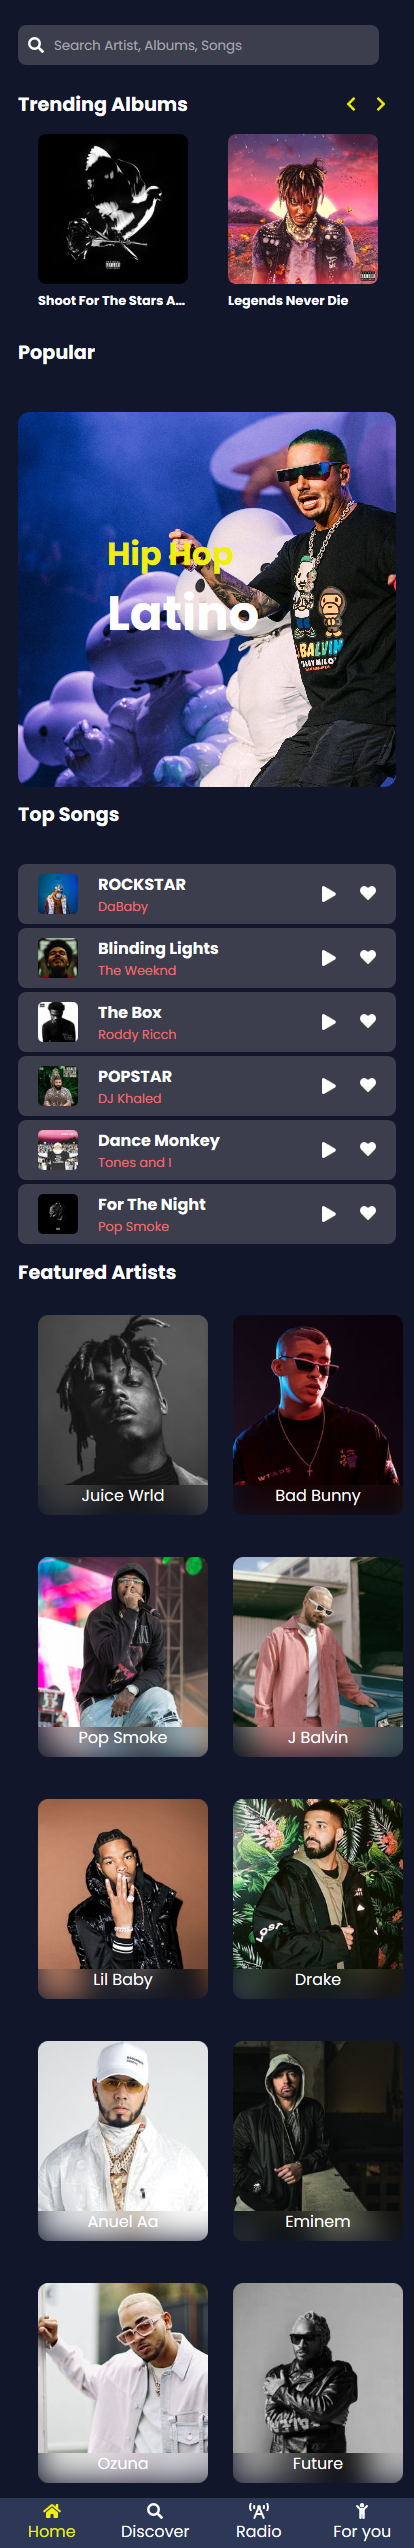 Search Artist, Albums, Songs
Trending Albums
Shoot For The Stars A...
Legends Never Die
Popular
Hip Hop
Latino
BALVIN
Top Songs
ROCKSTAR
DaBaby
Blinding Lights
The Weeknd
The Box
Roddy Ricch
POPSTAR
DJ Khaled
Dance Monkey
Tones and I
For The Night
Pop Smoke
Featured Artists
WTAPS
Juice Wrld
Bad Bunny
Pop Smoke
J Balvin
LOST
Lil Baby
Drake
Anuel Aa
Eminem
Ozuna
Future
Home
Discover
Radio
For you